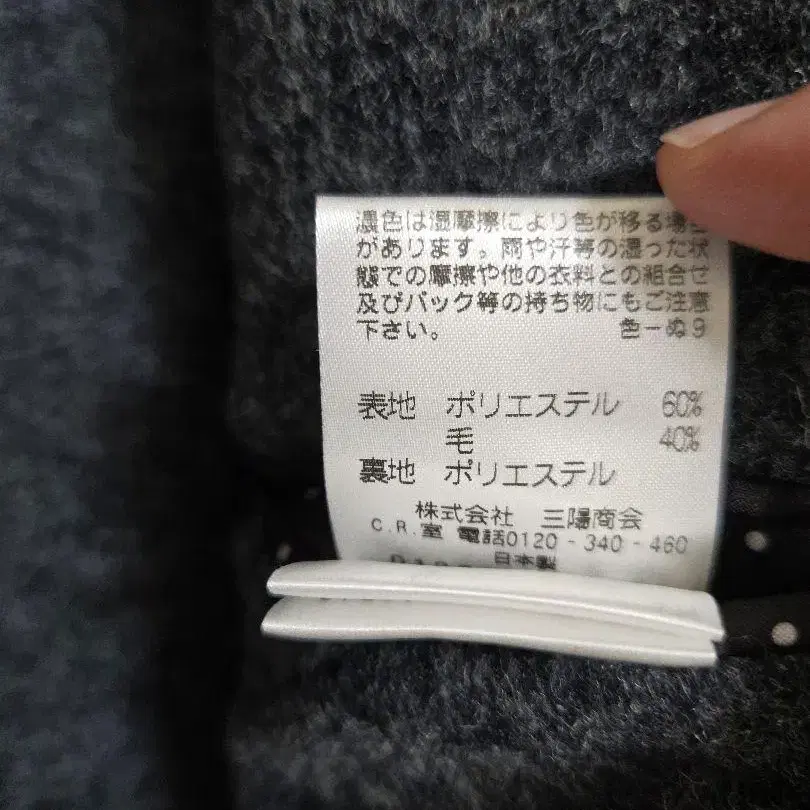 濃色は湿摩擦により色が移る場合
があります。雨や汗等の湿った状
態での摩擦や他の衣料との組合せ
及びバック等の持ち物にもご注意
下さい。 色-ぬ9
表地 ポリエステル 60%
毛 40%
裏地 ポリエステル
株式会社 三陽商会
C.R.室 電話0120-340-460
日本製